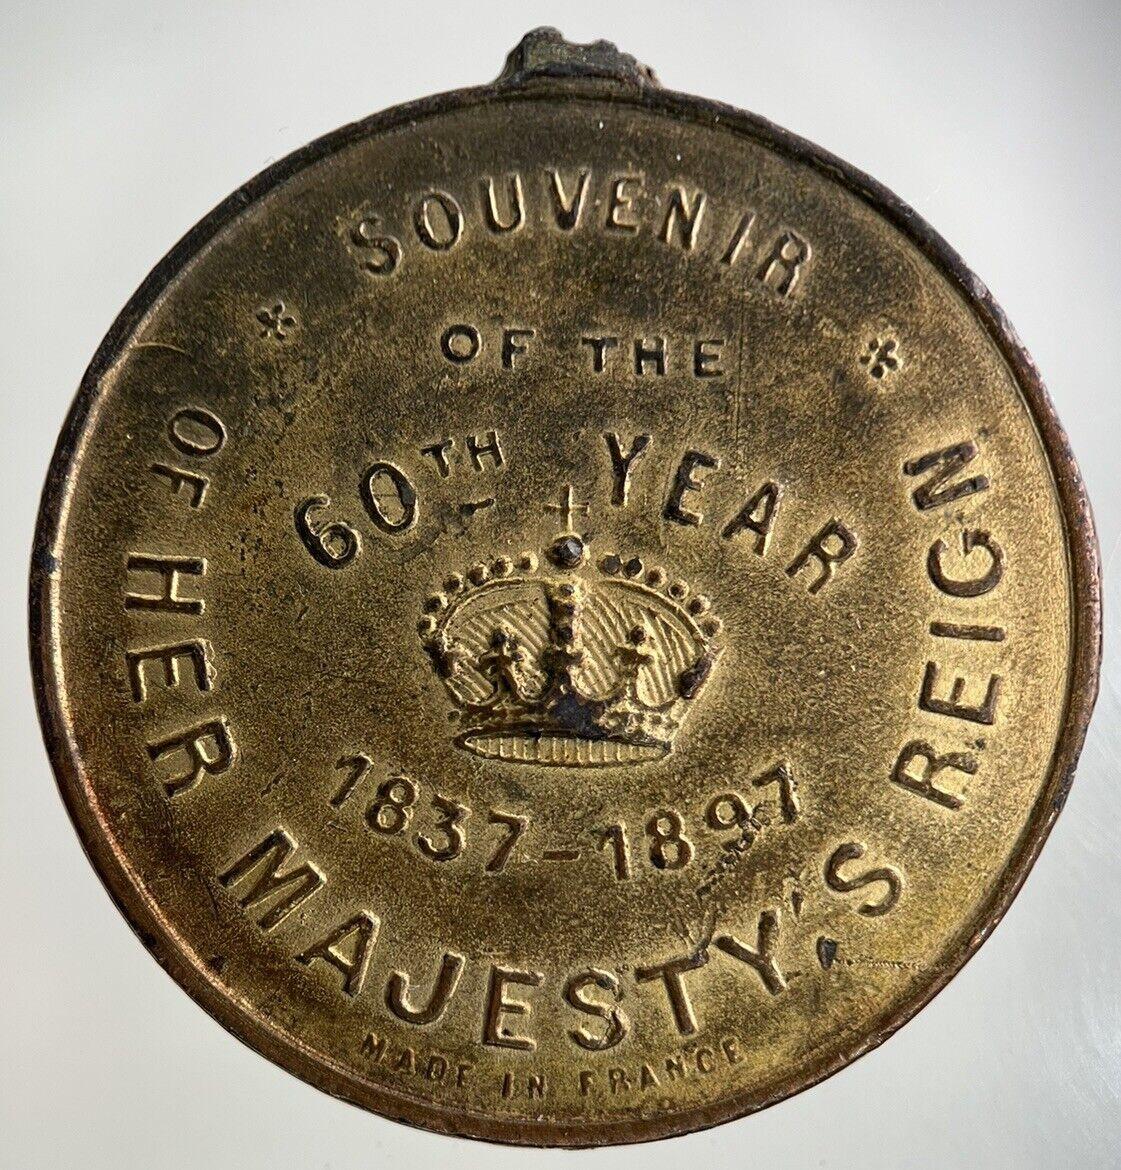 SOUVENIR
OF THE
60TH YEAR
1837-1897
OF HER MAJESTY'S REIGN
MADE IN FRANCE